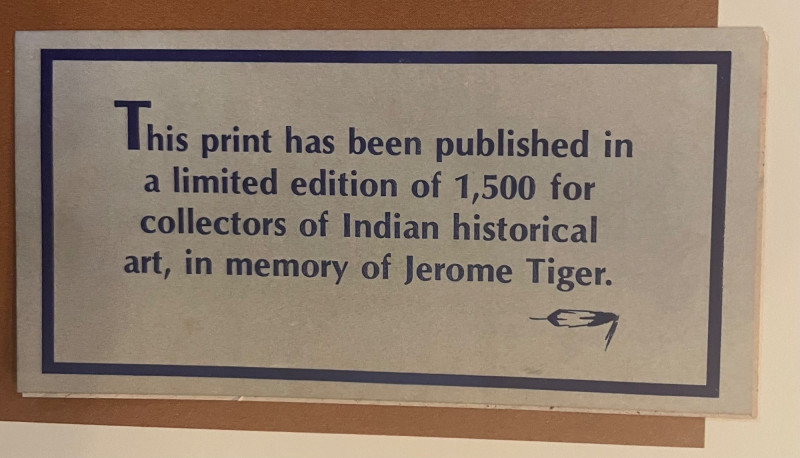 This print has been published in
a limited edition of 1,500 for
collectors of Indian historical
art, in memory of Jerome Tiger.